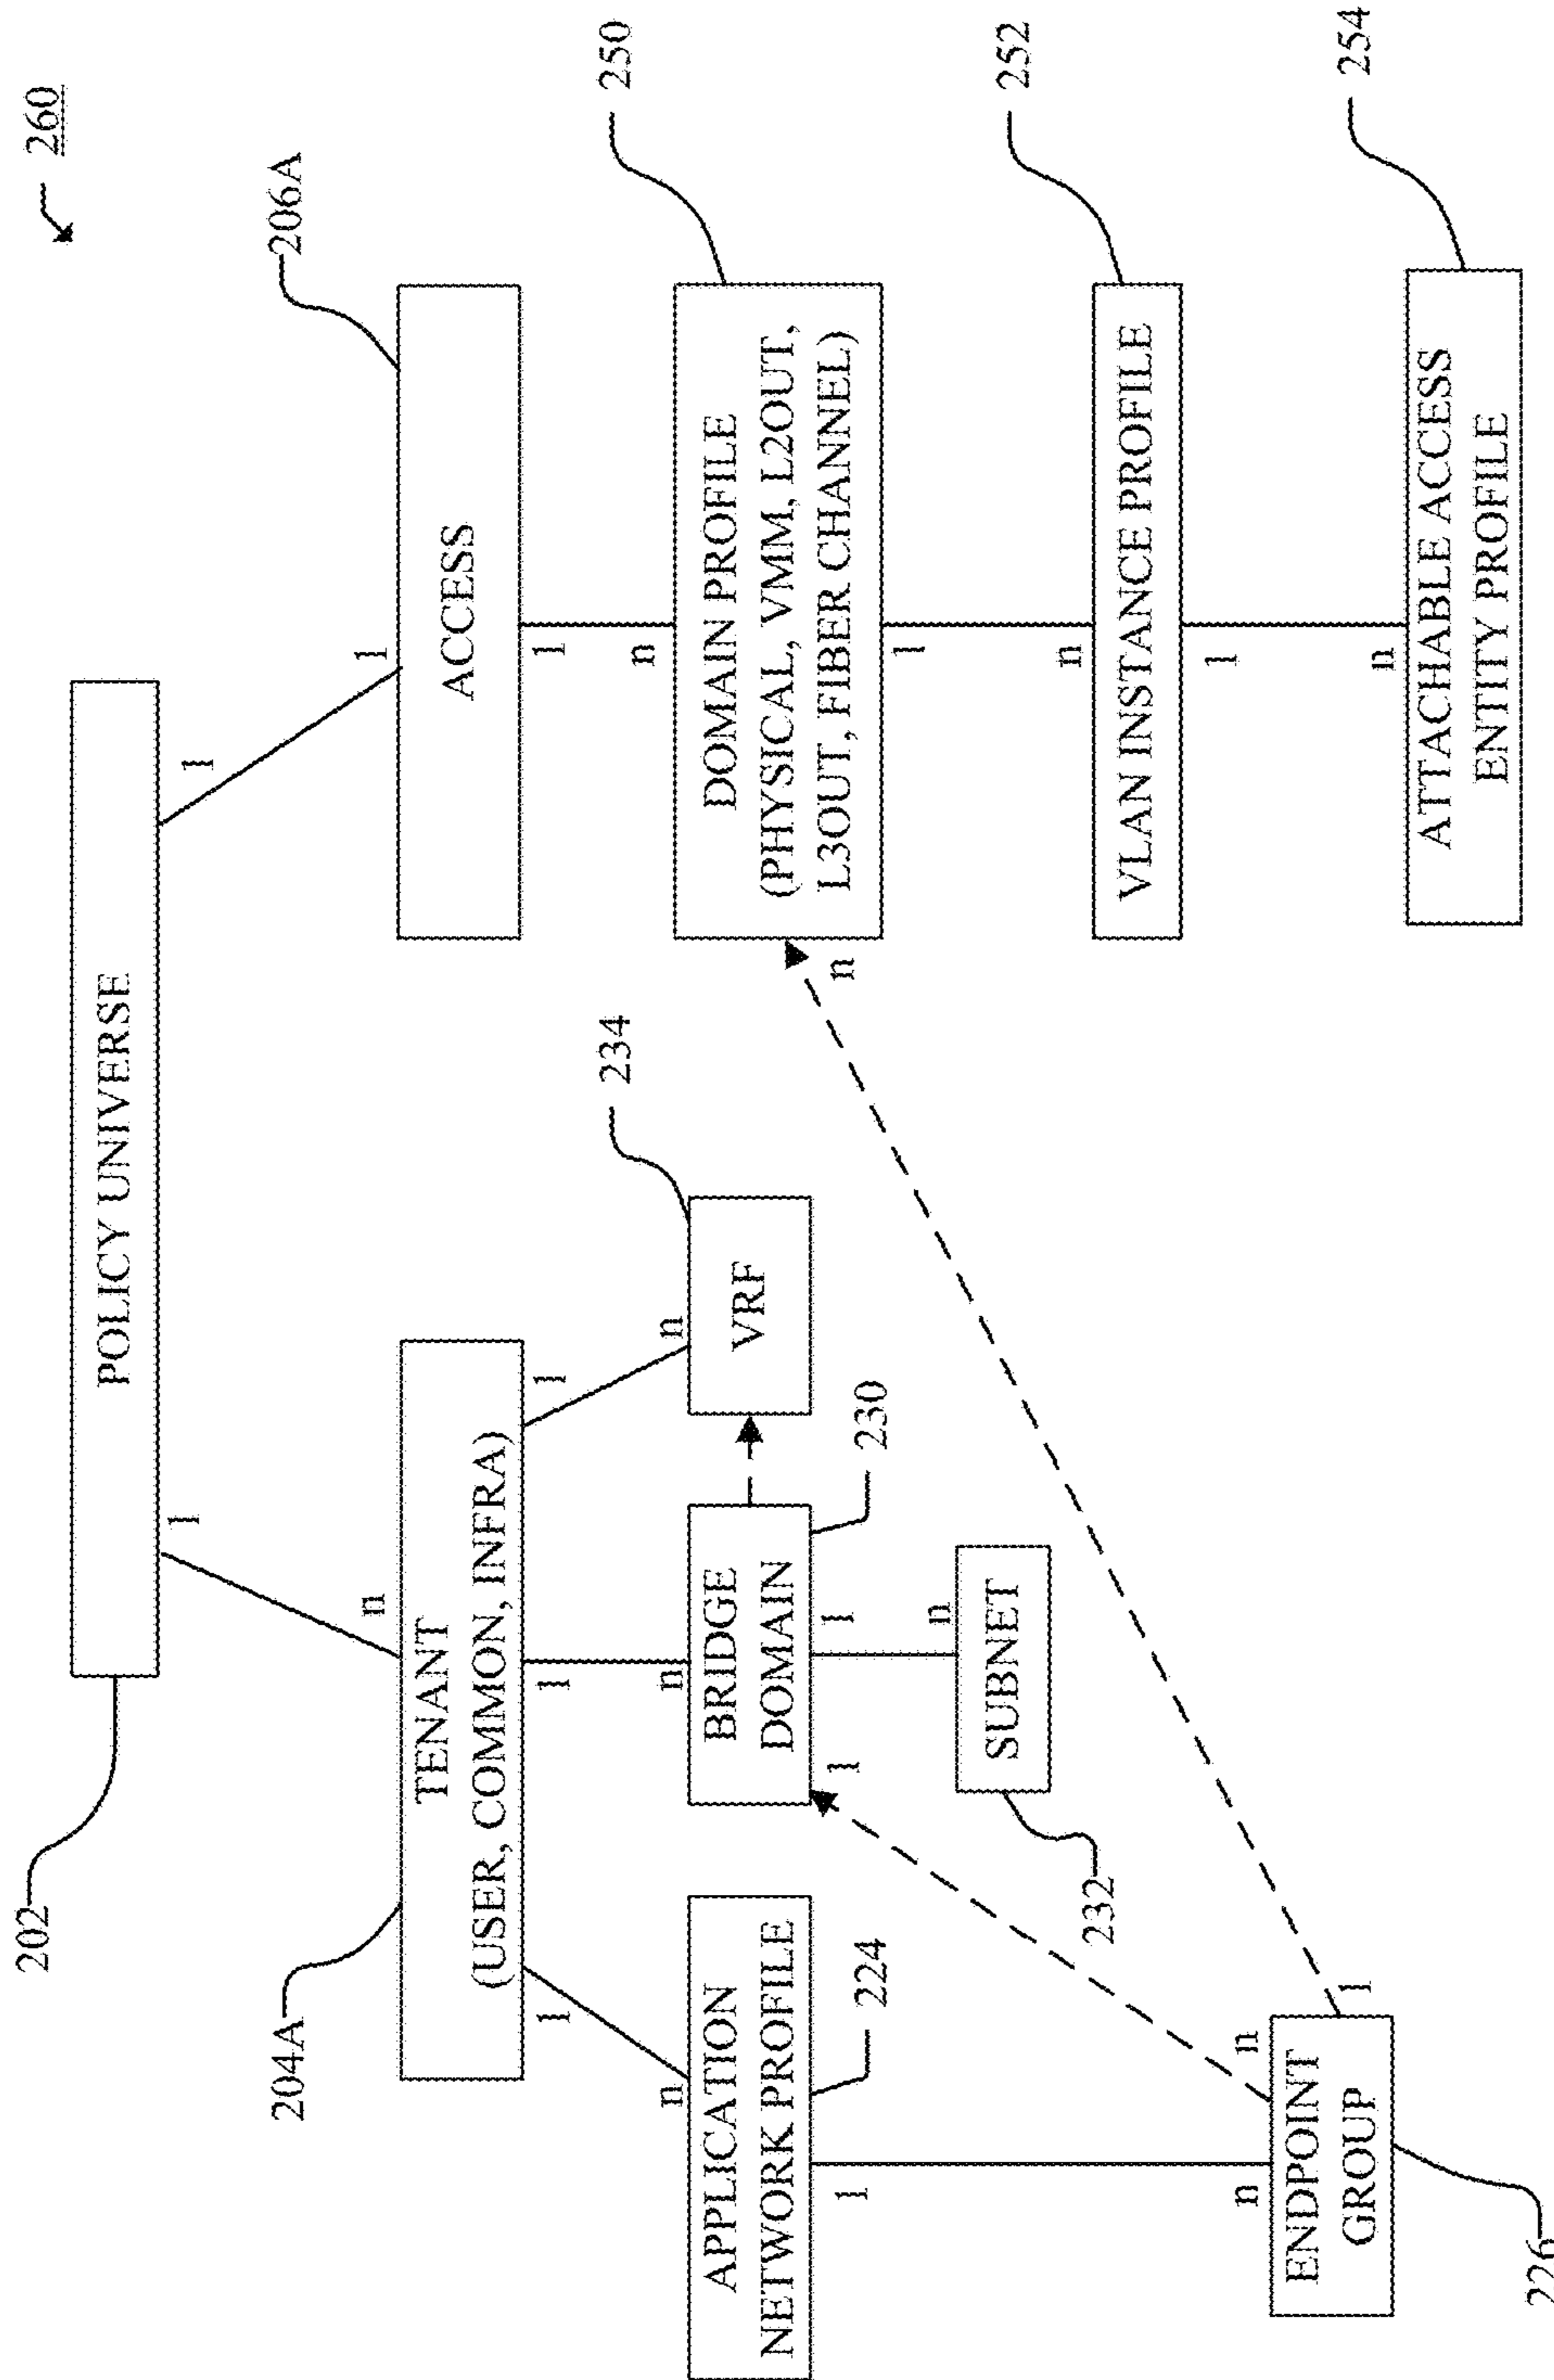 260
202
POLICY UNIVERSE
1
1
n
1
204A
206A
TENANT
(USER, COMMON, INFRA)
ACCESS
1
1
1
1
n
n
n
n
234
250
APPLICATION
NETWORK PROFILE
BRIDGE
DOMAIN
VRF
DOMAIN PROFILE
(PHYSICAL, VMM, L2OUT,
L3OUT, FIBER CHANNEL)
1
224
1
1
230
n
1
n
n
252
232
SUBNET
VLAN INSTANCE PROFILE
1
n
n
n
254
ENDPOINT
GROUP
1
ATTACHABLE ACCESS
ENTITY PROFILE
226